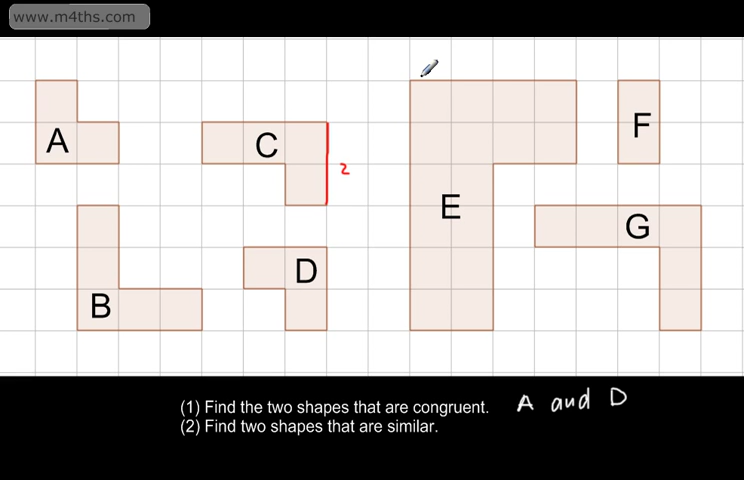 www.m4ths.com
A
C
2
F
E
G
D
B
(1) Find the two shapes that are congruent. A and D
(2) Find two shapes that are similar.